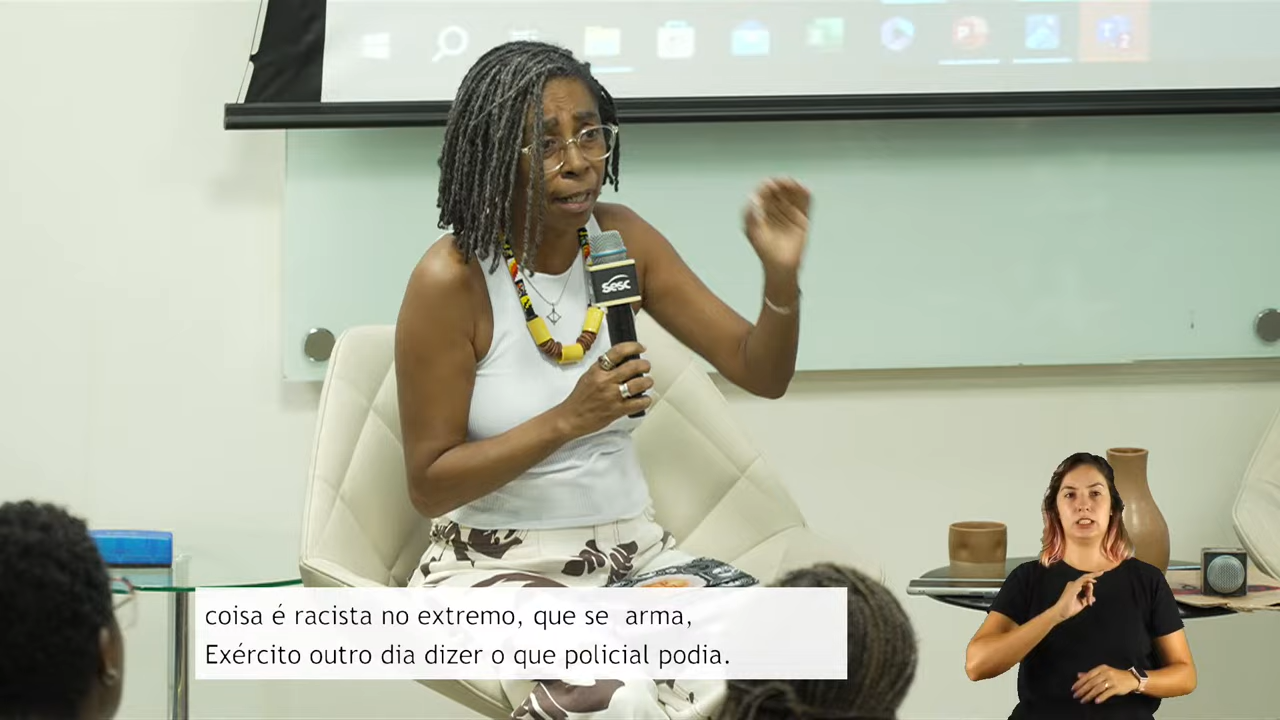 sesc
coisa é racista no extremo, que se  arma,
Exército outro dia dizer o que policial podia.